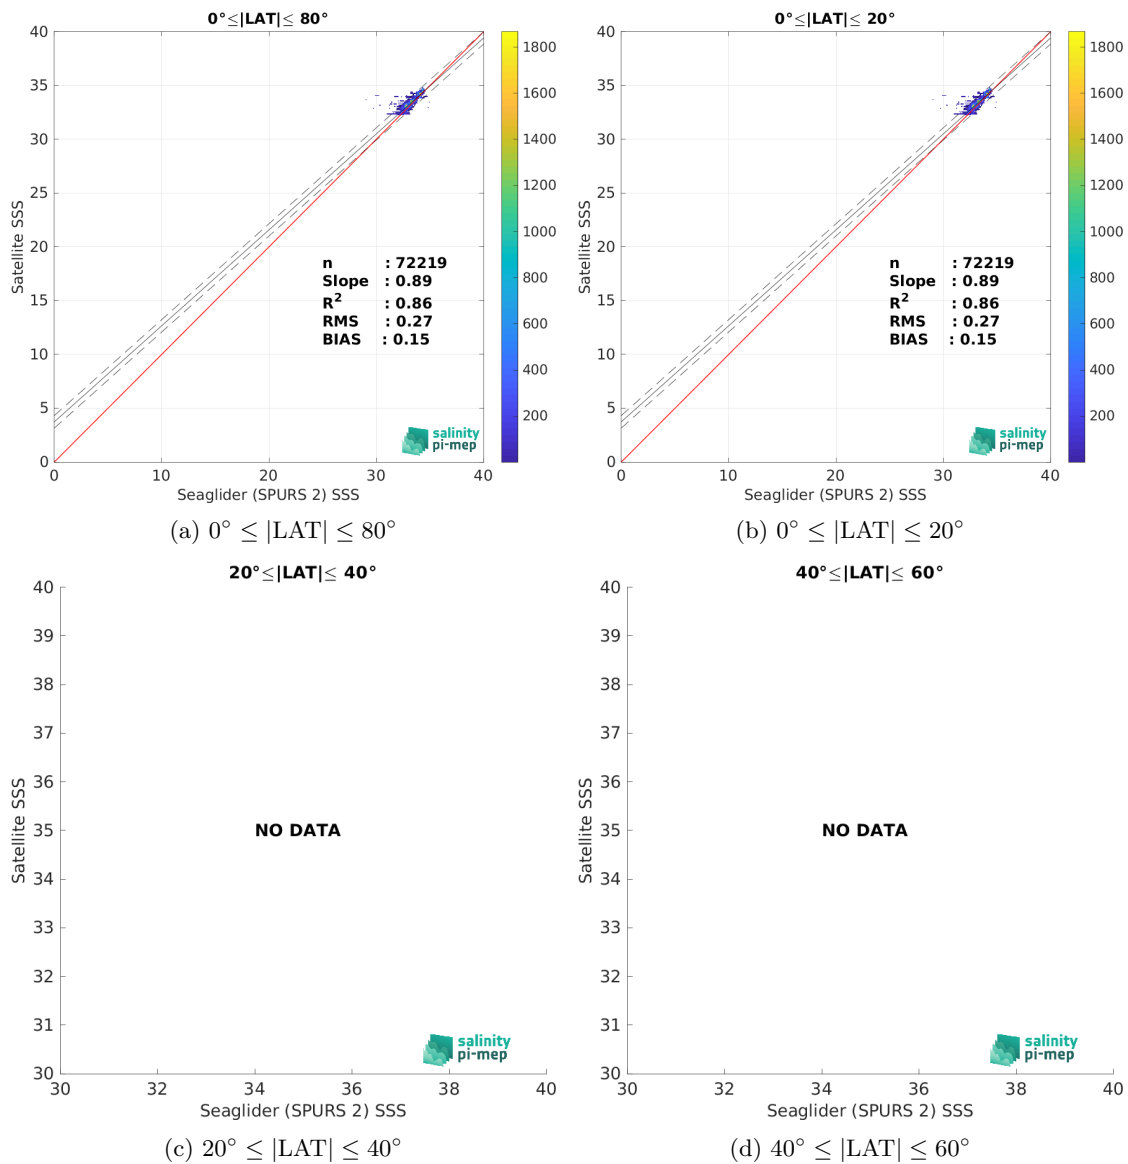 0°≤|LAT|≤ 80°
40
35
30
25
20
15
10
5
0
Satellite SSS
n : 72219
Slope : 0.89
R² : 0.86
RMS : 0.27
BIAS : 0.15
salinity
pi-mep
0 10 20 30 40
Seaglider (SPURS 2) SSS
1800
1600
1400
1200
1000
800
600
400
200
(a) 0° ≤ |LAT| ≤ 80°
0°≤|LAT|≤ 20°
40
35
30
25
20
15
10
5
0
Satellite SSS
n : 72219
Slope : 0.89
R² : 0.86
RMS : 0.27
BIAS : 0.15
salinity
pi-mep
0 10 20 30 40
Seaglider (SPURS 2) SSS
1800
1600
1400
1200
1000
800
600
400
200
(b) 0° ≤ |LAT| ≤ 20°
20°≤|LAT|≤ 40°
40
39
38
37
36
35
34
33
32
31
30
Satellite SSS
NO DATA
salinity
pi-mep
30 32 34 36 38 40
Seaglider (SPURS 2) SSS
(c) 20° ≤ |LAT| ≤ 40°
40°≤|LAT|≤ 60°
40
39
38
37
36
35
34
33
32
31
30
Satellite SSS
NO DATA
salinity
pi-mep
30 32 34 36 38 40
Seaglider (SPURS 2) SSS
(d) 40° ≤ |LAT| ≤ 60°